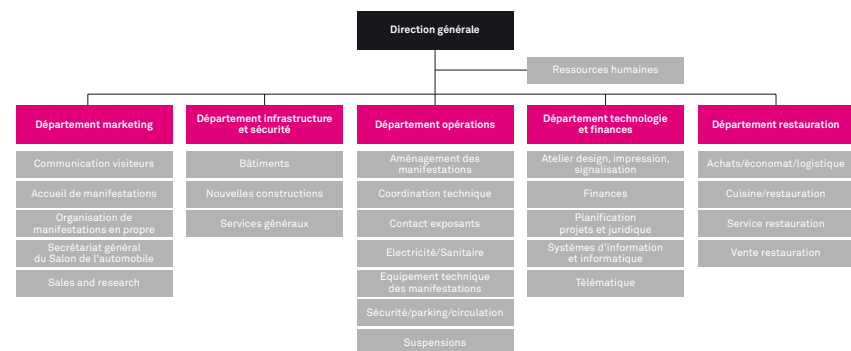 Direction générale
Ressources humaines
Département marketing
Communication visiteurs
Accueil de manifestations
Organisation de
manifestations en propre
Secrétariat général
du Salon de l'automobile
Sales and research
Département infrastructure
et sécurité
Bâtiments
Nouvelles constructions
Services généraux
Département opérations
Aménagement des
manifestations
Coordination technique
Contact exposants
Electricité/Sanitaire
Equipement technique
des manifestations
Sécurité/parking/circulation
Suspensions
Département technologie
et finances
Atelier design, impression,
signalisation
Finances
Planification
projets et juridique
Systèmes d'information
et informatique
Télématique
Département restauration
Achats/économat/logistique
Cuisine/restauration
Service restauration
Vente restauration